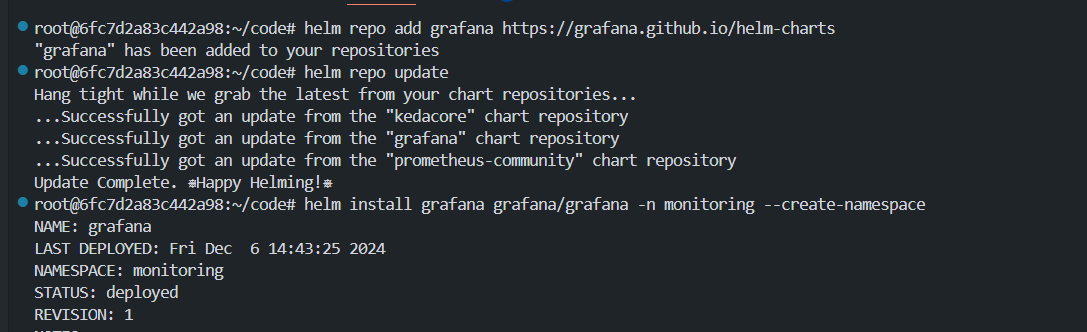 root@6fc7d2a83c442a98:~/code# helm repo add grafana https://grafana.github.io/helm-charts
"grafana" has been added to your repositories
root@6fc7d2a83c442a98:~/code# helm repo update
Hang tight while we grab the latest from your chart repositories...
...Successfully got an update from the "kedacore" chart repository
...Successfully got an update from the "grafana" chart repository
...Successfully got an update from the "prometheus-community" chart repository
Update Complete. ⎈Happy Helming!⎈
root@6fc7d2a83c442a98:~/code# helm install grafana grafana/grafana -n monitoring --create-namespace
NAME: grafana
LAST DEPLOYED: Fri Dec  6 14:43:25 2024
NAMESPACE: monitoring
STATUS: deployed
REVISION: 1